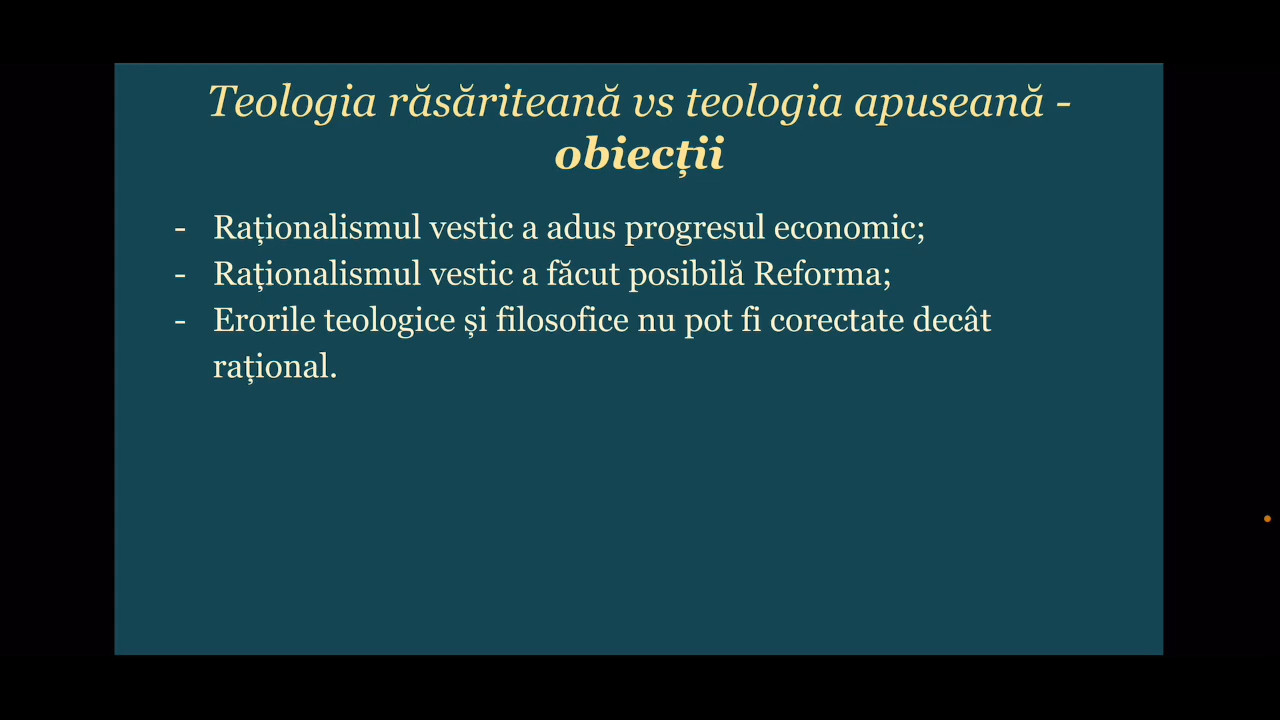 Teologia răsăriteană vs teologia apuseană -
obiecții
- Raționalismul vestic a adus progresul economic;
- Raționalismul vestic a făcut posibilă Reforma;
- Erorile teologice și filosofice nu pot fi corectate decât
rațional.